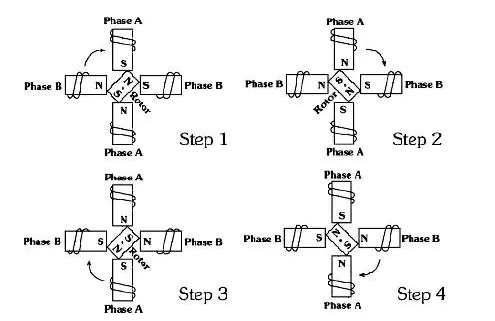 Phase A
S
Phase B N N S Phase B
S
Rotor
N
Phase A
Step 1
Phase A
N
Phase B N S S Phase B
N
Rotor
S
Phase A
Step 2
Phase A
N
Phase B S S N Phase B
N
Rotor
S
Phase A
Step 3
Phase A
S
Phase B S N N Phase B
S
N
Phase A
Step 4